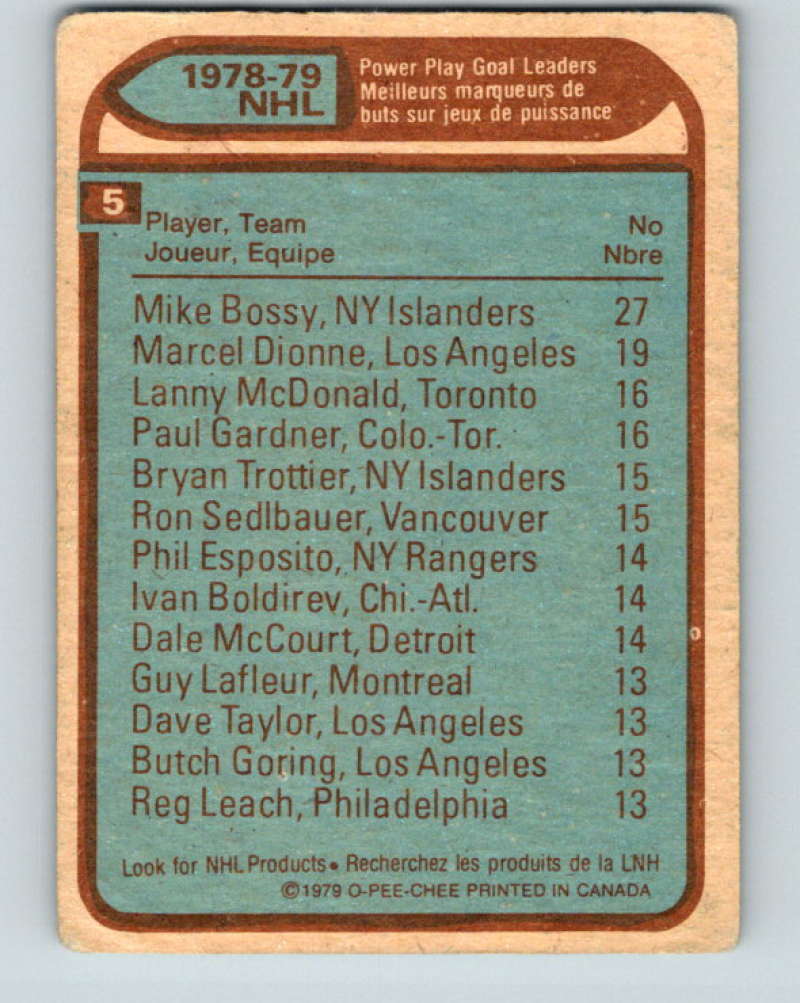 1978-79
NHL
Power Play Goal Leaders
Meilleurs marqueurs de
buts sur jeux de puissance
5
Player, Team No
Joueur, Equipe Nbre
Mike Bossy, NY Islanders 27
Marcel Dionne, Los Angeles 19
Lanny McDonald, Toronto 16
Paul Gardner, Colo.-Tor. 16
Bryan Trottier, NY Islanders 15
Ron Sedlbauer, Vancouver 15
Phil Esposito, NY Rangers 14
Ivan Boldirev, Chi.-Atl. 14
Dale McCourt, Detroit 14
Guy Lafleur, Montreal 13
Dave Taylor, Los Angeles 13
Butch Goring, Los Angeles 13
Reg Leach, Philadelphia 13
Look for NHL Products• Recherchez les produits de la LNH
©1979 O-PEE-CHEE PRINTED IN CANADA